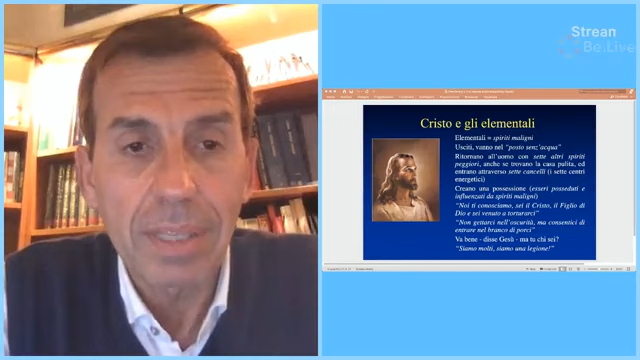 Strean
Be.Live
Cristo e gli elementali
Elementali = spiriti maligni
Usciti, vanno nel "posto senz'acqua"
Ritornano all'uomo con sette altri spiriti
peggiori, anche se trovano la casa pulita, ed
entrano attraverso sette cancelli (i sette centri
energetici)
Creano una possessione (esseri posseduti e
influenzati da spiriti maligni)
"Noi ti conosciamo, sei il Cristo, il Figlio di
Dio e sei venuto a torturarci"
"Non gettarci nell'oscurità, ma consentici di
entrare nel branco di porci"
Va bene - disse Gesù - ma tu chi sei?
"Siamo molti, siamo una legione!"